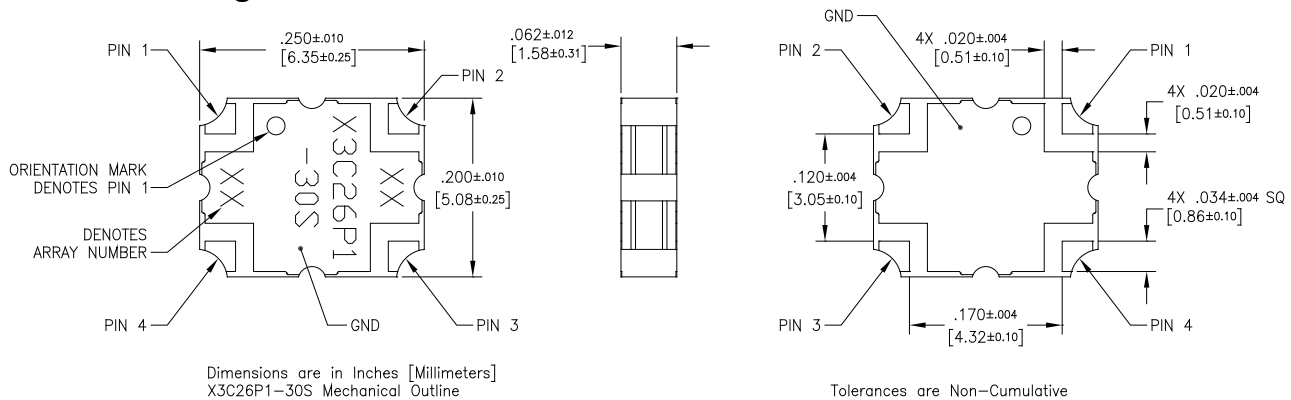 PIN 1
.250±.010
[6.35±0.25]
PIN 2
ORIENTATION MARK
DENOTES PIN 1
XX
X3C26P1
-30S
XX
.200±.010
[5.08±0.25]
DENOTES
ARRAY NUMBER
PIN 4
GND
PIN 3
Dimensions are in Inches [Millimeters]
X3C26P1-30S Mechanical Outline
.062±.012
[1.58±0.31]
GND
PIN 2
4X .020±.004
[0.51±0.10]
PIN 1
4X .020±.004
[0.51±0.10]
.120±.004
[3.05±0.10]
4X .034±.004 SQ
[0.86±0.10]
PIN 3
.170±.004
[4.32±0.10]
PIN 4
Tolerances are Non-Cumulative